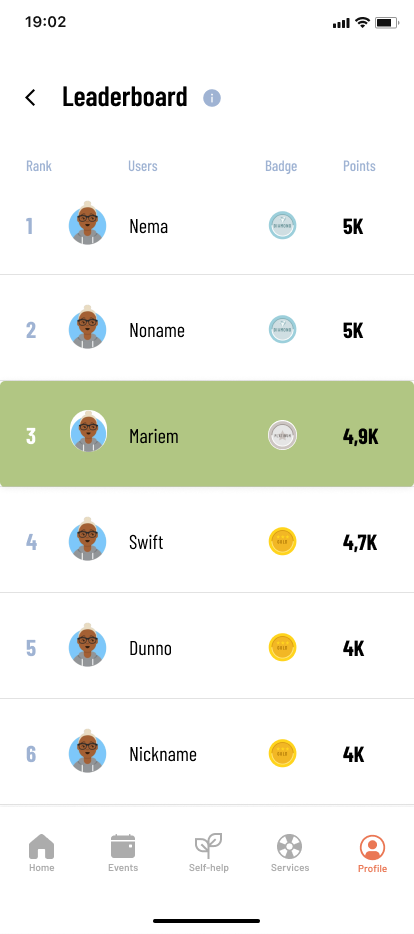 19:02
Leaderboard
Rank Users Badge Points
1 Nema DIAMOND 5K
2 Noname DIAMOND 5K
3 Mariem 4,9K
4 Swift GOLD 4,7K
5 Dunno GOLD 4K
6 Nickname GOLD 4K
Home Events Self-help Services Profile